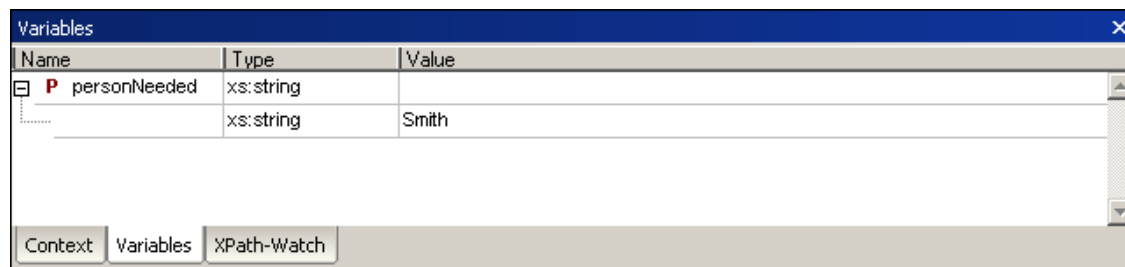 Variables
Name Type Value
P personNeeded xs:string
xs:string Smith
Context Variables XPath-Watch